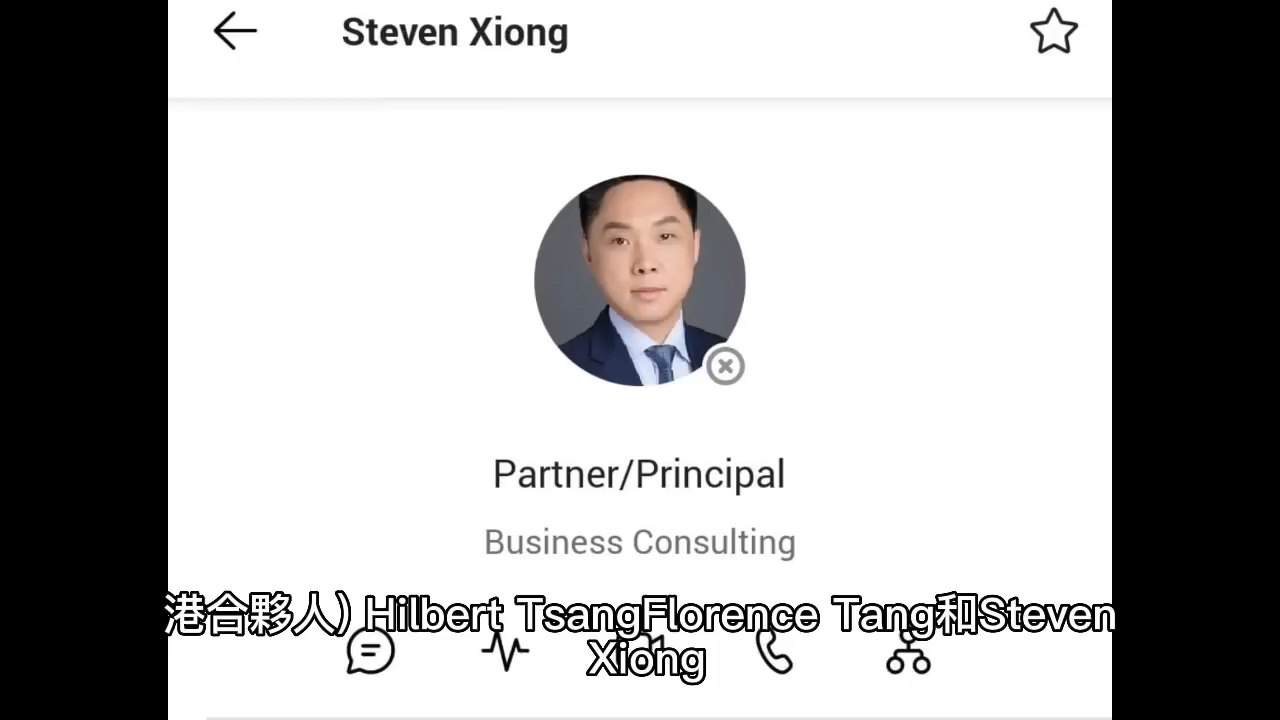 Steven Xiong
Partner/Principal
Business Consulting
港合夥人) Hilbert TsangFlorence Tang和Steven
Xiong